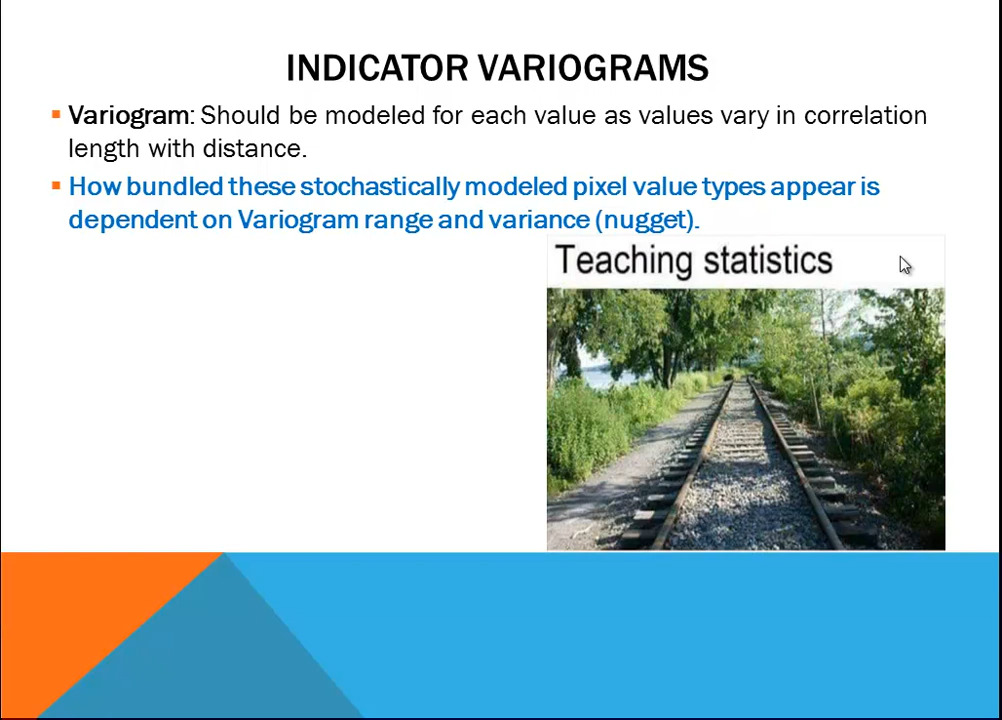 INDICATOR VARIOGRAMS
Variogram: Should be modeled for each value as values vary in correlation
length with distance.
How bundled these stochastically modeled pixel value types appear is
dependent on Variogram range and variance (nugget).
Teaching statistics